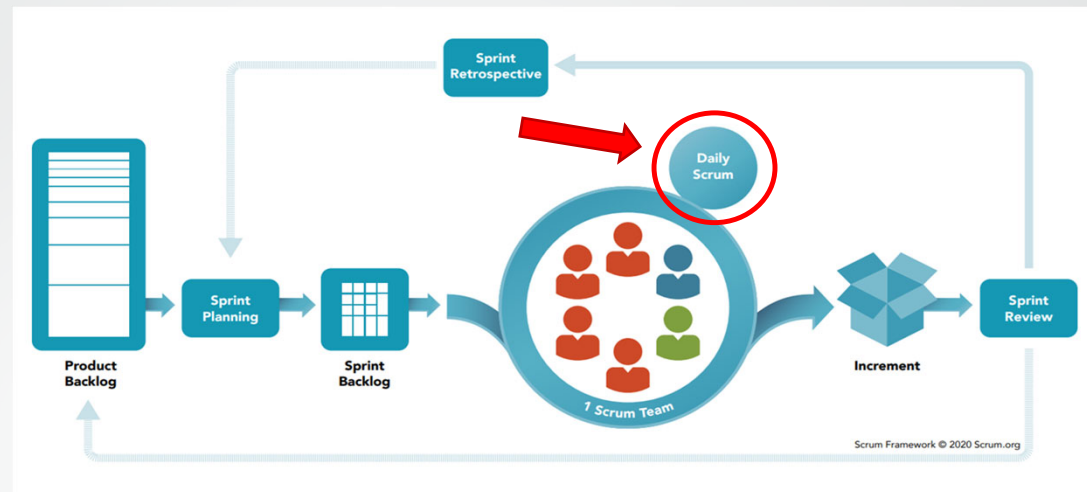 Sprint
Retrospective
Daily
Scrum
Sprint
Planning
Sprint
Review
Product
Backlog
Sprint
Backlog
1 Scrum Team
Increment
Scrum Framework © 2020 Scrum.org